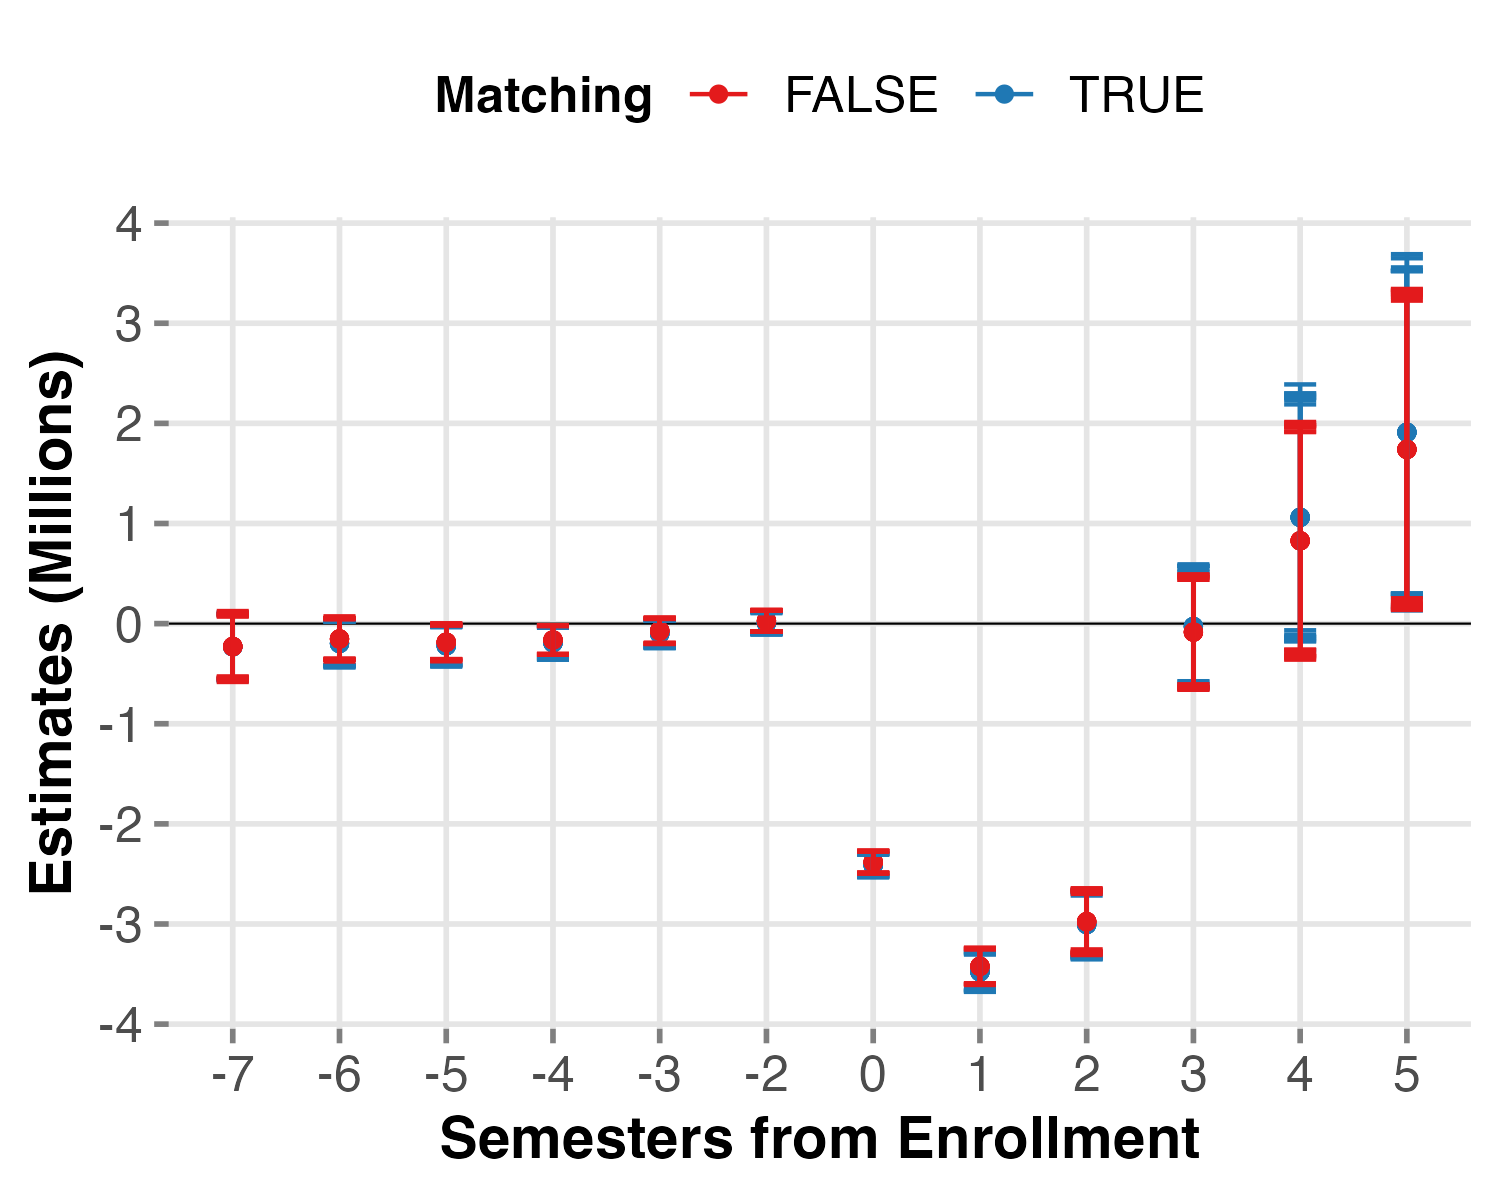 Matching FALSE TRUE
4
3
2
1
0
-1
-2
-3
-4
Estimates (Millions)
-7 -6 -5 -4 -3 -2 0 1 2 3 4 5
Semesters from Enrollment